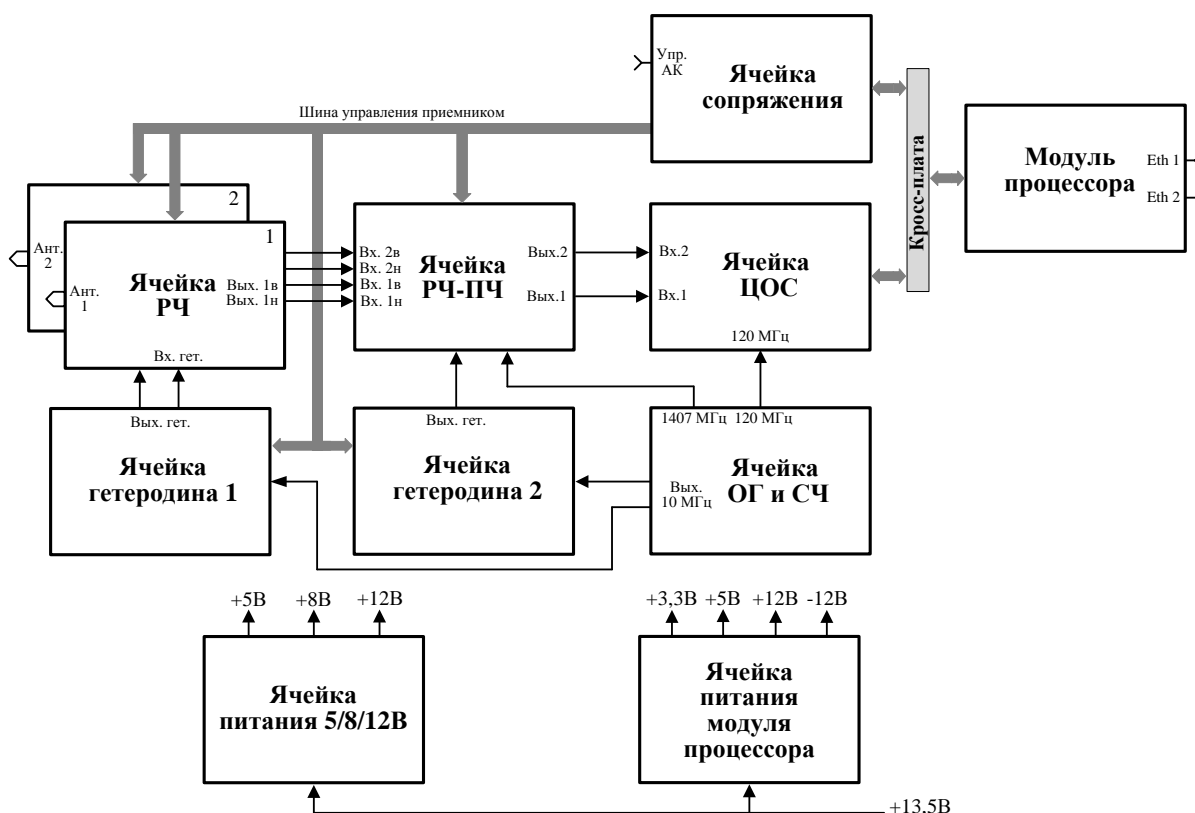 Упр.
АК
Ячейка
сопряжения
Шина управления приемником
Кросс-плата
Модуль
процессора
Eth 1
Eth 2
2
Ант.
2
1
Ант.
1
Ячейка
РЧ
Вых. 1в
Вых. 1н
Вх. гет.
Вх. 2в
Вх. 2н
Вх. 1в
Вх. 1н
Ячейка
РЧ-ПЧ
Вых.2
Вых.1
Вх.2
Вх.1
Ячейка
ЦОС
120 МГц
Вых. гет.
Ячейка
гетеродина 1
Вых. гет.
Ячейка
гетеродина 2
1407 МГц 120 МГц
Ячейка
ОГ и СЧ
Вых.
10 МГц
+5В
+8В
+12В
Ячейка
питания 5/8/12В
+3,3В
+5В
+12В
-12В
Ячейка
питания
модуля
процессора
+13,5В